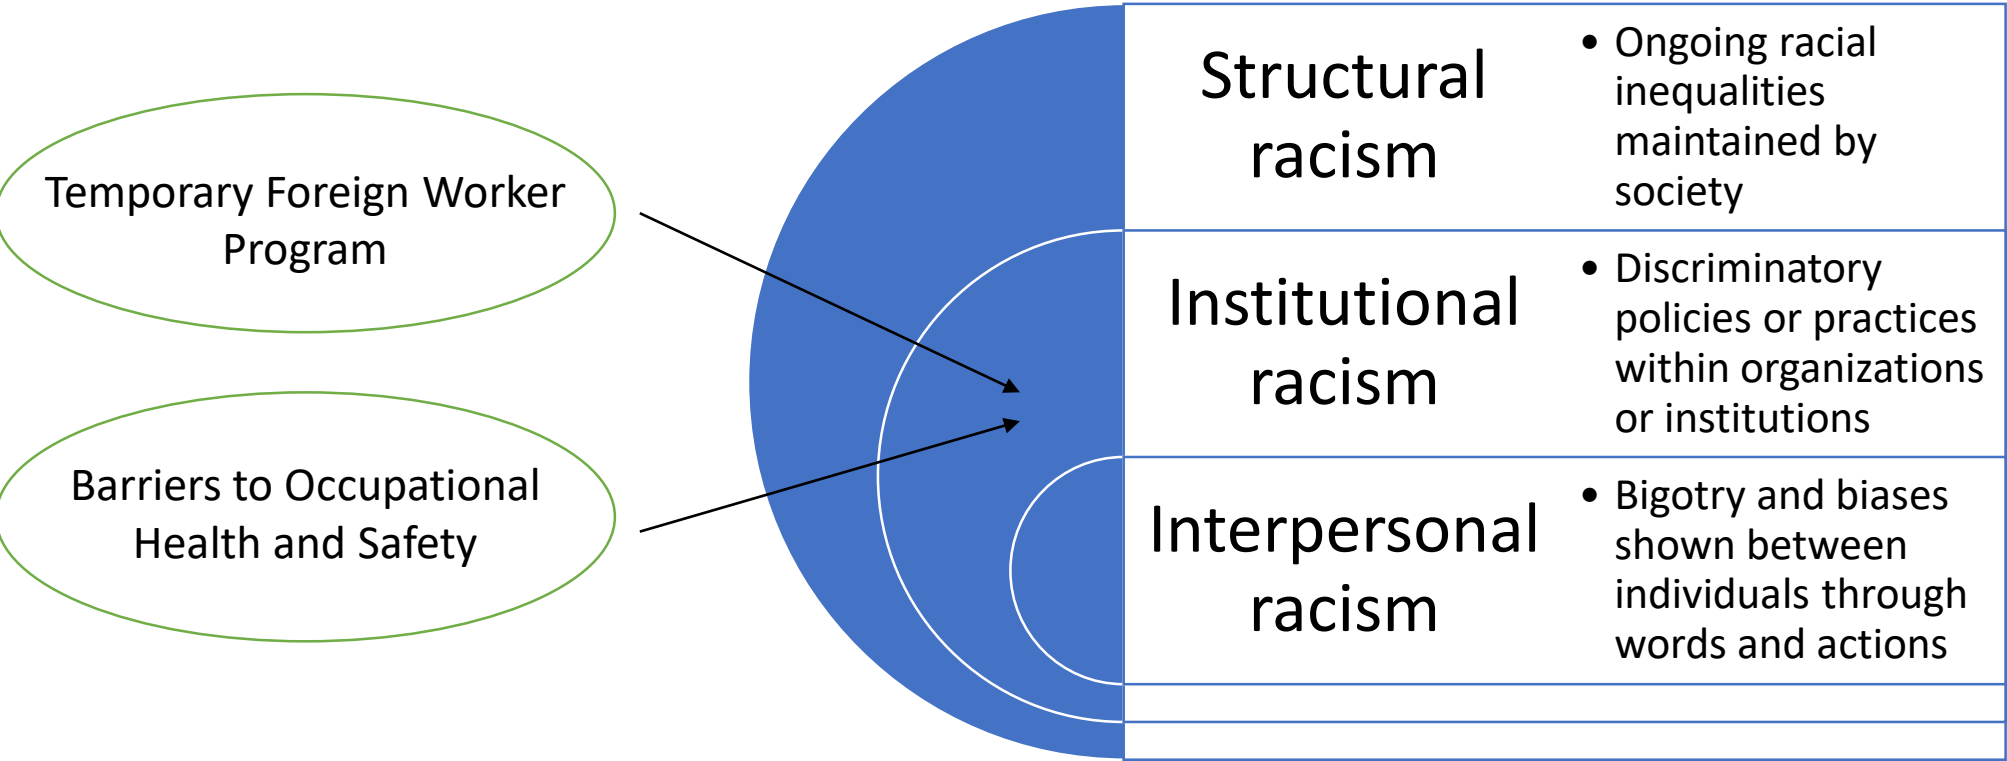 Temporary Foreign Worker
Program
Barriers to Occupational
Health and Safety
Structural
racism
• Ongoing racial
inequalities
maintained by
society
Institutional
racism
• Discriminatory
policies or practices
within organizations
or institutions
Interpersonal
racism
• Bigotry and biases
shown between
individuals through
words and actions